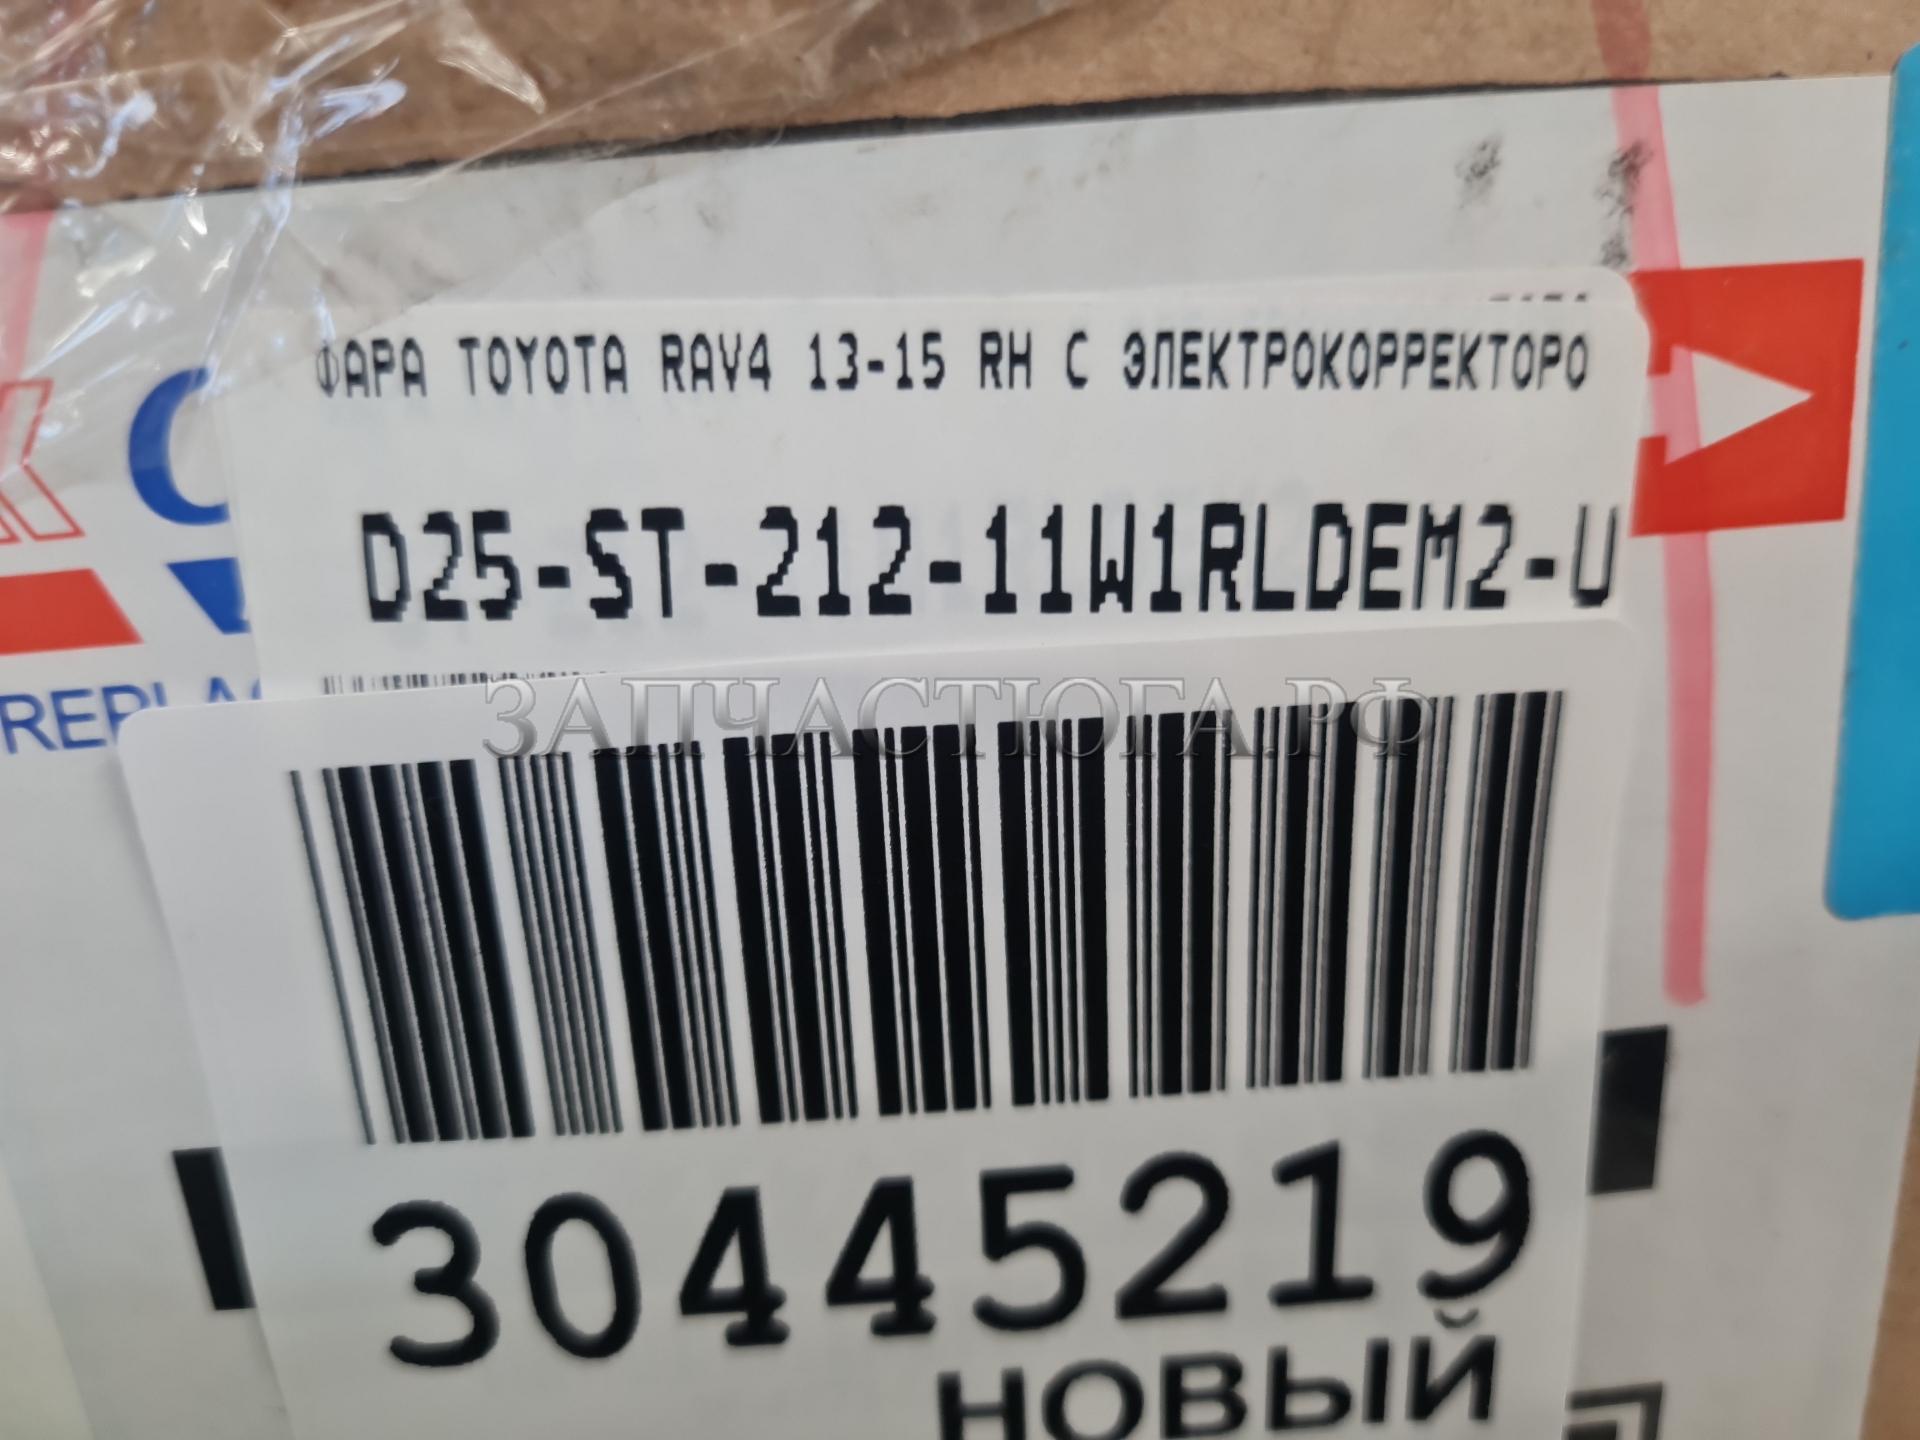 ФАРА TOYOTA RAV4 13-15 RH С ЭЛЕКТРОКОРРЕКТОРО
D25-ST-212-11W1RLDEM2-U
ЗАПЧАСТЮГА.РФ
30445219
НОВЫЙ